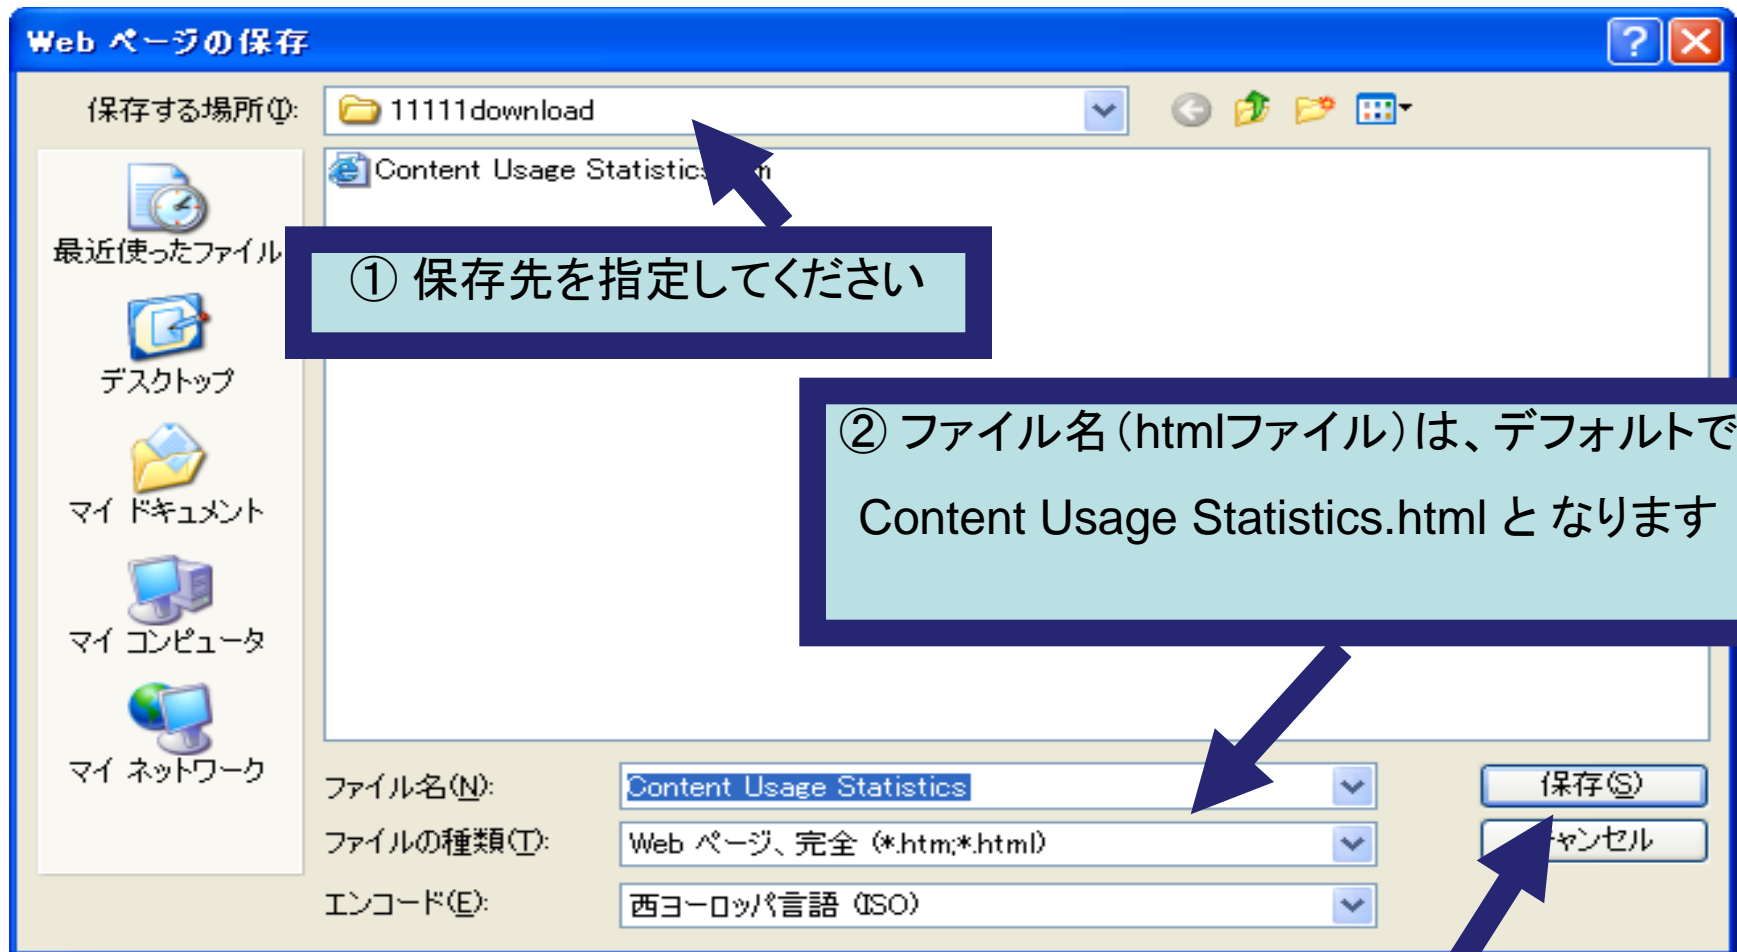 Web ページの保存
保存する場所(I):
11111download
Content Usage Statistics
最近使ったファイル
① 保存先を指定してください
デスクトップ
② ファイル名(htmlファイル)は、デフォルトで
Content Usage Statistics.html と なります
マイ ドキュメント
マイ コンピュータ
マイ ネットワーク
ファイル名(N):
Content Usage Statistics
保存(S)
ファイルの種類(T):
Web ページ、完全 (*.htm;*.html)
キャンセル
エンコード(E):
西ヨーロッパ言語 (ISO)